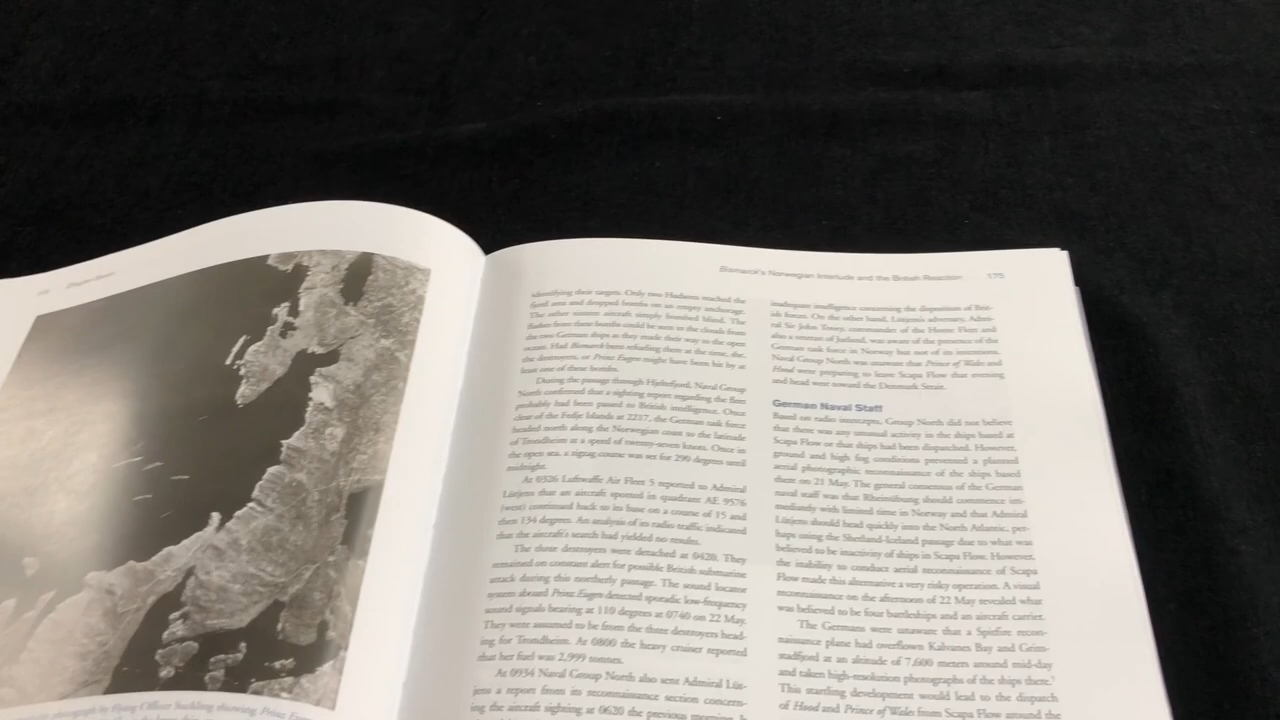 Bismarck's Norwegian Interlude and the British Reaction 175
identifying their targets. Only two Hudsons reached the
fjord area and dropped bombs on an empty anchorage.
The other sixteen aircraft simply bombed blind. The
flashes from these bombs could be seen in the clouds from
the two German ships as they made their way to the open
ocean. Had Bismarck been refueling at the time, the
the destroyers, or Prinz Eugen might have been hit by at
least one of these bombs.
During the passage through Hjeltefjord, Naval Group
North confirmed that a sighting report regarding the fleet
probably had been passed to British intelligence. Once
clear of the Fedje Islands at 2217, the German task force
headed north along the Norwegian coast to the latitude
of Trondheim at a speed of twenty-seven knots. Once in
the open sea, a zigzag course was set for 290 degrees until
midnight.
At 0326 Luftwaffe Air Fleet 5 reported to Admiral
Lütjens that an aircraft spotted in quadrant AE 9576
(west) continued back to its base on a course of 15 and
then 134 degrees. An analysis of its radio traffic indicated
that the aircraft's search had yielded no results.
The three destroyers were detached at 0420. They
remained on constant alert for possible British submarine
attack during this northerly passage. The sound locator
system aboard Prinz Eugen detected sporadic low-frequency
sound signals bearing at 110 degrees at 0740 on 22 May.
They were assumed to be from the three destroyers head-
ing for Trondheim. At 0800 the heavy cruiser reported
that her fuel was 2,999 tonnes.
At 0934 Naval Group North also sent Admiral Lüt-
jens a report from its reconnaissance section concern-
ing the aircraft sighting at 0620 the previous morning. It
inadequate intelligence concerning the disposition of Brit-
ish forces. On the other hand, Lütjens's adversary, Admi-
ral Sir John Tovey, commander of the Home Fleet and
also a veteran of Jutland, was aware of the presence of the
German task force in Norway but not of its intentions.
Naval Group North was unaware that Prince of Wales and
Hood were preparing to leave Scapa Flow that evening
and head were toward the Denmark Strait.
German Naval Staff
Based on radio intercepts, Group North did not believe
that there was any unusual activity in the ships based at
Scapa Flow or that ships had been dispatched. However,
ground and high fog conditions prevented a planned
aerial photographic reconnaissance of the ships based
there on 21 May. The general consensus of the German
naval staff was that Rheinübung should commence im-
mediately with limited time in Norway and that Admiral
Lütjens should head quickly into the North Atlantic, per-
haps using the Shetland-Iceland passage due to what was
believed to be inactivity of ships in Scapa Flow. However,
the inability to conduct aerial reconnaissance of Scapa
Flow made this alternative a very risky operation. A visual
reconnaissance on the afternoon of 22 May revealed what
was believed to be four battleships and an aircraft carrier.
The Germans were unaware that a Spitfire recon-
naissance plane had overflown Kalvanes Bay and Grim-
stadfjord at an altitude of 7,600 meters around mid-day
and taken high-resolution photographs of the ships there.
This startling development would lead to the dispatch
of Hood and Prince of Wales from Scapa Flow around the
photograph by Flying Officer Suckling showing Prinz